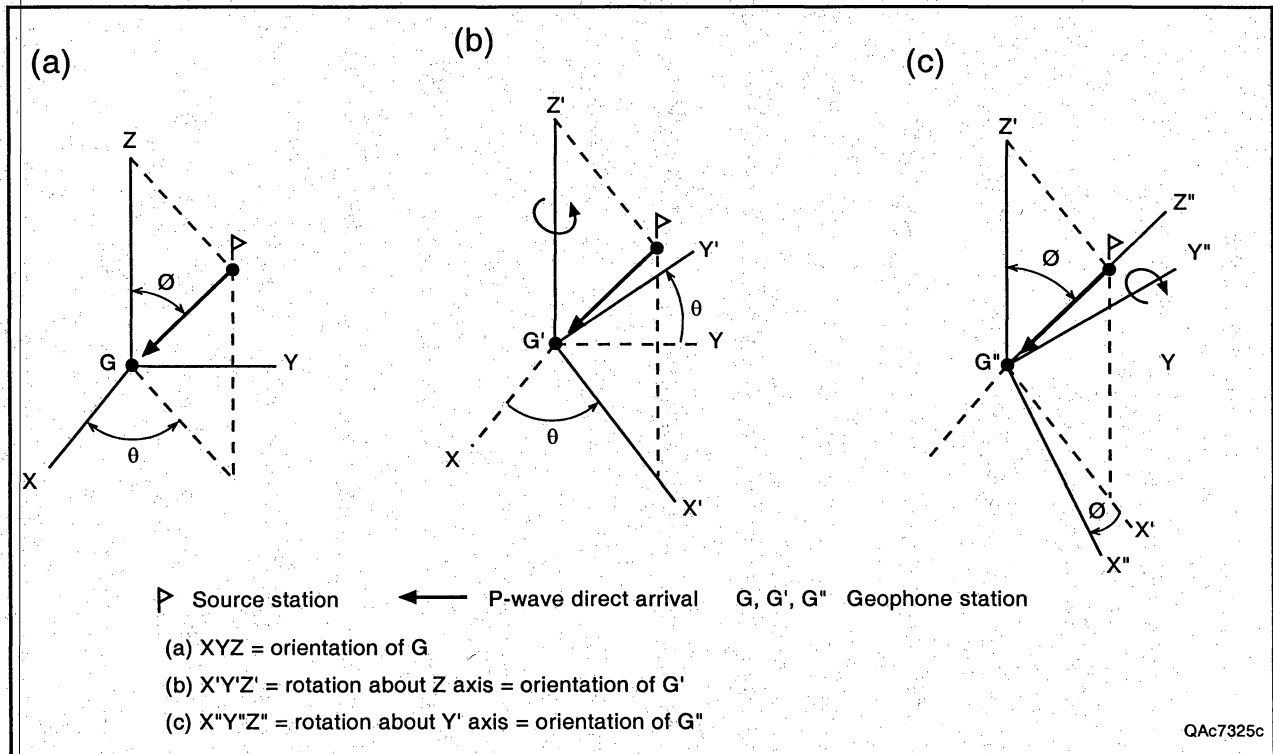 (a)
(b)
(c)
Z
Ø
G
Y
X
θ
Z'
Y'
θ
G'
Y
X
θ
X'
Z'
Z"
Y"
Ø
G"
Y
Ø
X'
X"
Source station
P-wave direct arrival
G, G', G" Geophone station
(a) XYZ = orientation of G
(b) X'Y'Z' = rotation about Z axis = orientation of G'
(c) X"Y"Z" = rotation about Y' axis = orientation of G"
QAc7325c